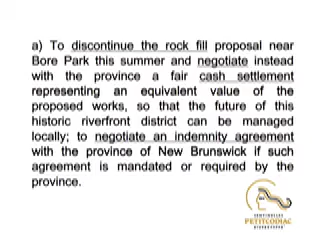 a) To discontinue the rock fill proposal near
Bore Park this summer and negotiate instead
with the province a fair cash settlement
representing an equivalent value of the
proposed works, so that the future of this
historic riverfront district can be managed
locally; to negotiate an indemnity agreement
with the province of New Brunswick if such
agreement is mandated or required by the
province.
SENTINELLES
PETITCODIAC
RIVERKEEPER